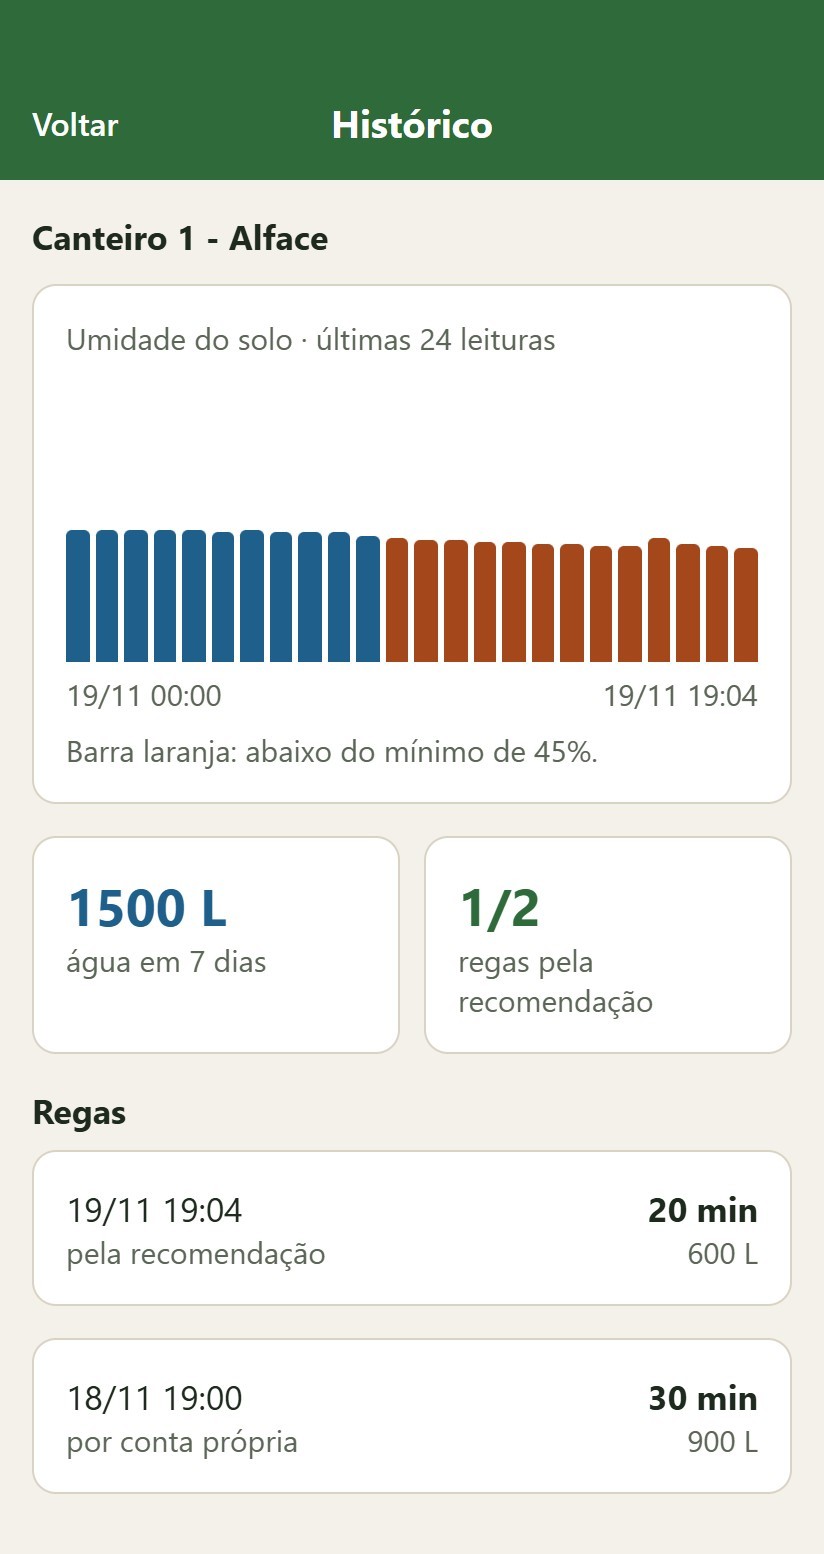 Voltar
Histórico
Canteiro 1 - Alface
Umidade do solo · últimas 24 leituras
19/11 00:00
19/11 19:04
Barra laranja: abaixo do mínimo de 45%.
1500 L
água em 7 dias
1/2
regas pela
recomendação
Regas
19/11 19:04
20 min
pela recomendação
600 L
18/11 19:00
30 min
por conta própria
900 L